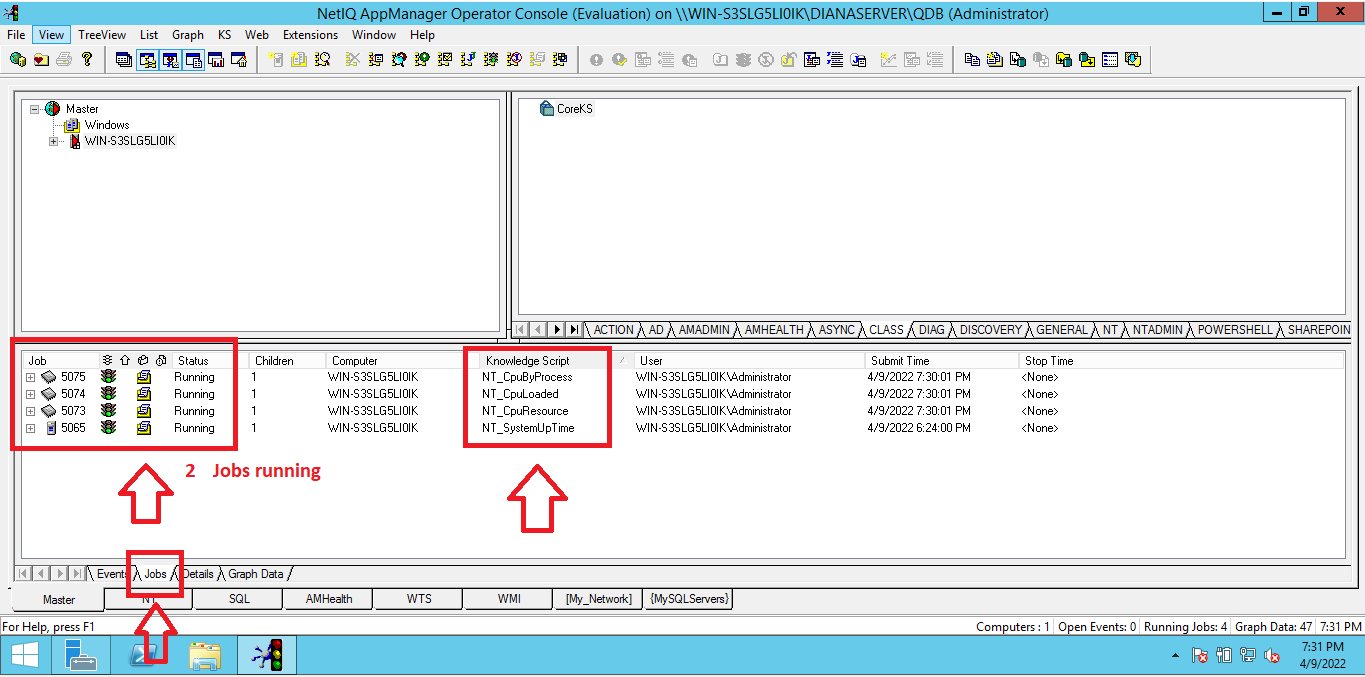 NetIQ AppManager Operator Console (Evaluation) on \\WIN-S3SLG5LI0IK\DIANASERVER\QDB (Administrator)
File View TreeView List Graph KS Web Extensions Window Help
Master
Windows
WIN-S3SLG5LI0IK
CoreKS
ACTION AD AMADMIN AMHEALTH ASYNC CLASS DIAG DISCOVERY GENERAL NT NTADMIN POWERSHELL SHAREPOIN
Job Status Children Computer Knowledge Script User Submit Time Stop Time
5075 Running 1 WIN-S3SLG5LI0IK NT_CpuByProcess WIN-S3SLG5LI0IK\Administrator 4/9/2022 7:30:01 PM <None>
5074 Running 1 WIN-S3SLG5LI0IK NT_CpuLoaded WIN-S3SLG5LI0IK\Administrator 4/9/2022 7:30:01 PM <None>
5073 Running 1 WIN-S3SLG5LI0IK NT_CpuResource WIN-S3SLG5LI0IK\Administrator 4/9/2022 7:30:01 PM <None>
5065 Running 1 WIN-S3SLG5LI0IK NT_SystemUpTime WIN-S3SLG5LI0IK\Administrator 4/9/2022 6:24:00 PM <None>
2 Jobs running
Events Jobs Details Graph Data
Master NT SQL AMHealth WTS WMI [My_Network] {MySQLServers}
For Help, press F1 Computers : 1 Open Events: 0 Running Jobs: 4 Graph Data: 47 7:31 PM
7:31 PM
4/9/2022